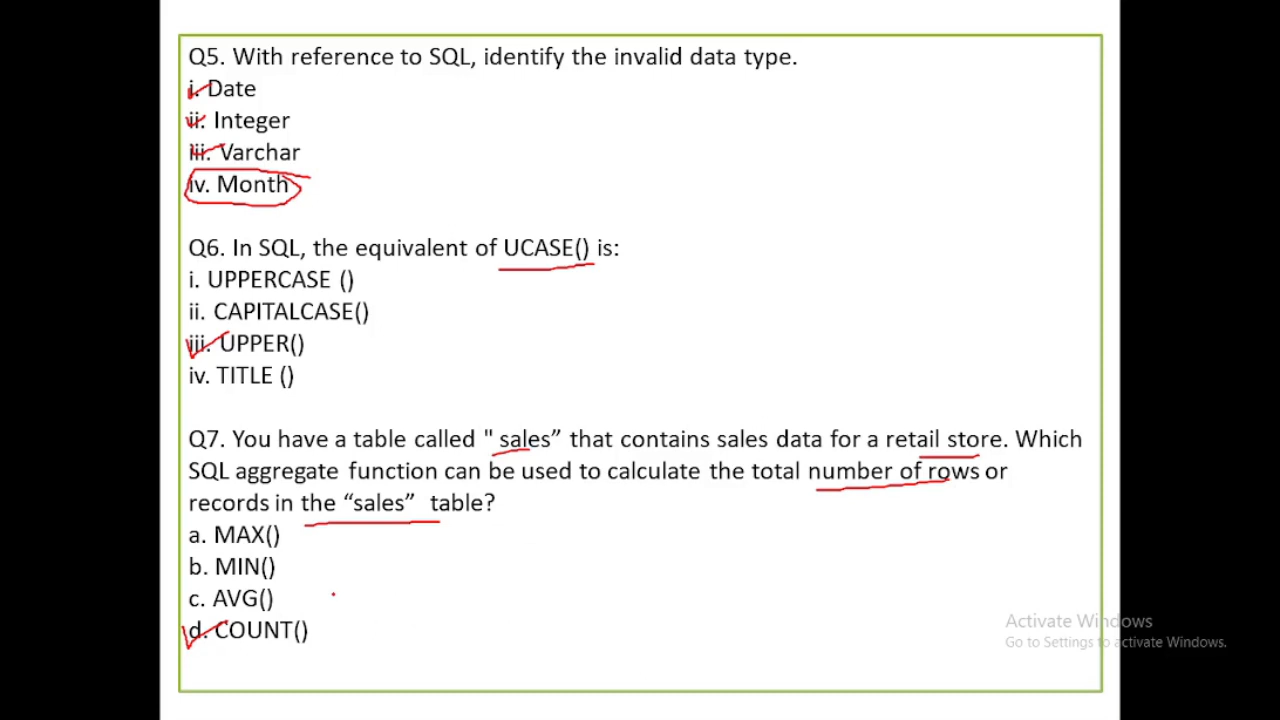 Q5. With reference to SQL, identify the invalid data type.
i. Date
ii. Integer
iii. Varchar
iv. Month
Q6. In SQL, the equivalent of UCASE() is:
i. UPPERCASE ()
ii. CAPITALCASE()
iii. UPPER()
iv. TITLE ()
Q7. You have a table called " sales” that contains sales data for a retail store. Which
SQL aggregate function can be used to calculate the total number of rows or
records in the “sales” table?
a. MAX()
b. MIN()
c. AVG()
d. COUNT()
Activate Windows
Go to Settings to activate Windows.